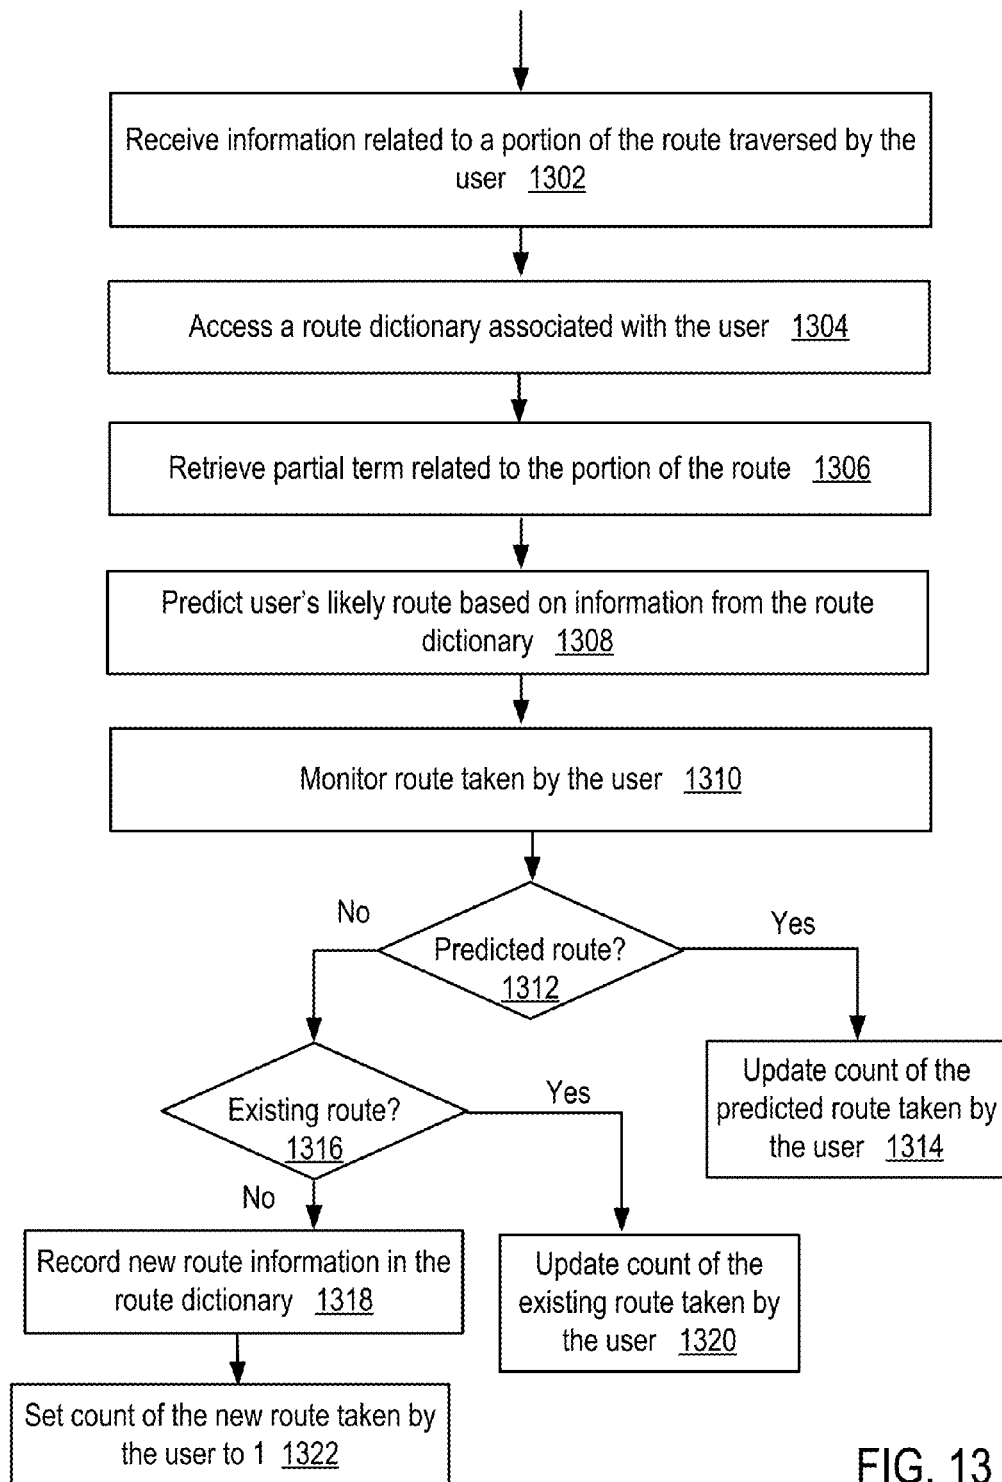 Receive information related to a portion of the route traversed by the
user 1302
Access a route dictionary associated with the user 1304
Retrieve partial term related to the portion of the route 1306
Predict user's likely route based on information from the route
dictionary 1308
Monitor route taken by the user 1310
No
Yes
Predicted route?
1312
Update count of the
predicted route taken by
the user 1314
Existing route?
1316
Yes
No
Record new route information in the
route dictionary 1318
Update count of the
existing route taken by
the user 1320
Set count of the new route taken by
the user to 1 1322
FIG. 13